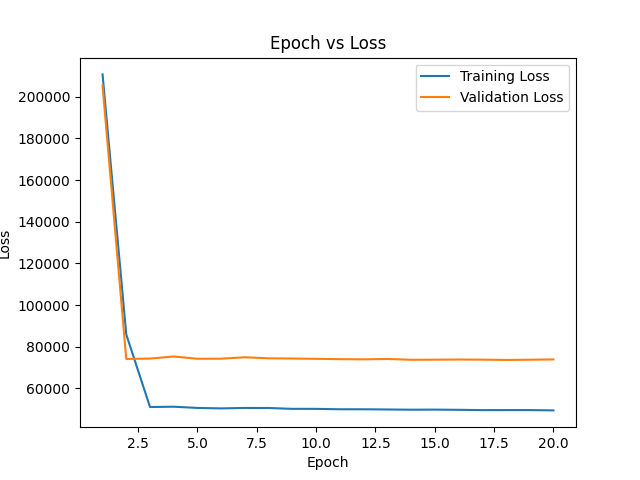 Epoch vs Loss
Training Loss
Validation Loss
200000
180000
160000
140000
120000
100000
80000
60000
Loss
2.5 5.0 7.5 10.0 12.5 15.0 17.5 20.0
Epoch